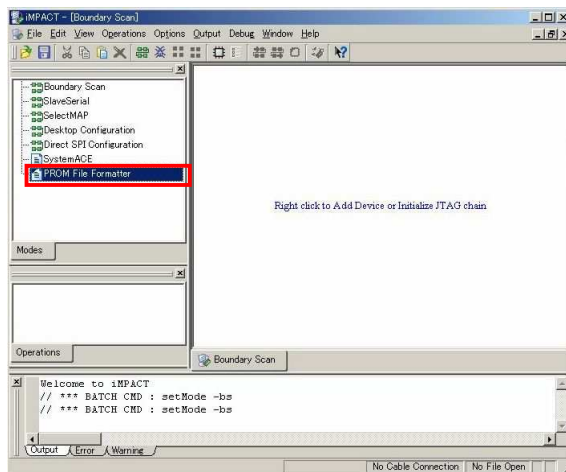 iMPACT - [Boundary Scan]
File Edit View Operations Options Output Debug Window Help
Boundary Scan
SlaveSerial
SelectMAP
Desktop Configuration
Direct SPI Configuration
SystemACE
PROM File Formatter
Right click to Add Device or Initialize JTAG chain
Modes
Operations
Boundary Scan
Welcome to iMPACT
// *** BATCH CMD : setMode -bs
// *** BATCH CMD : setMode -bs
Output Error Warning
No Cable Connection No File Open